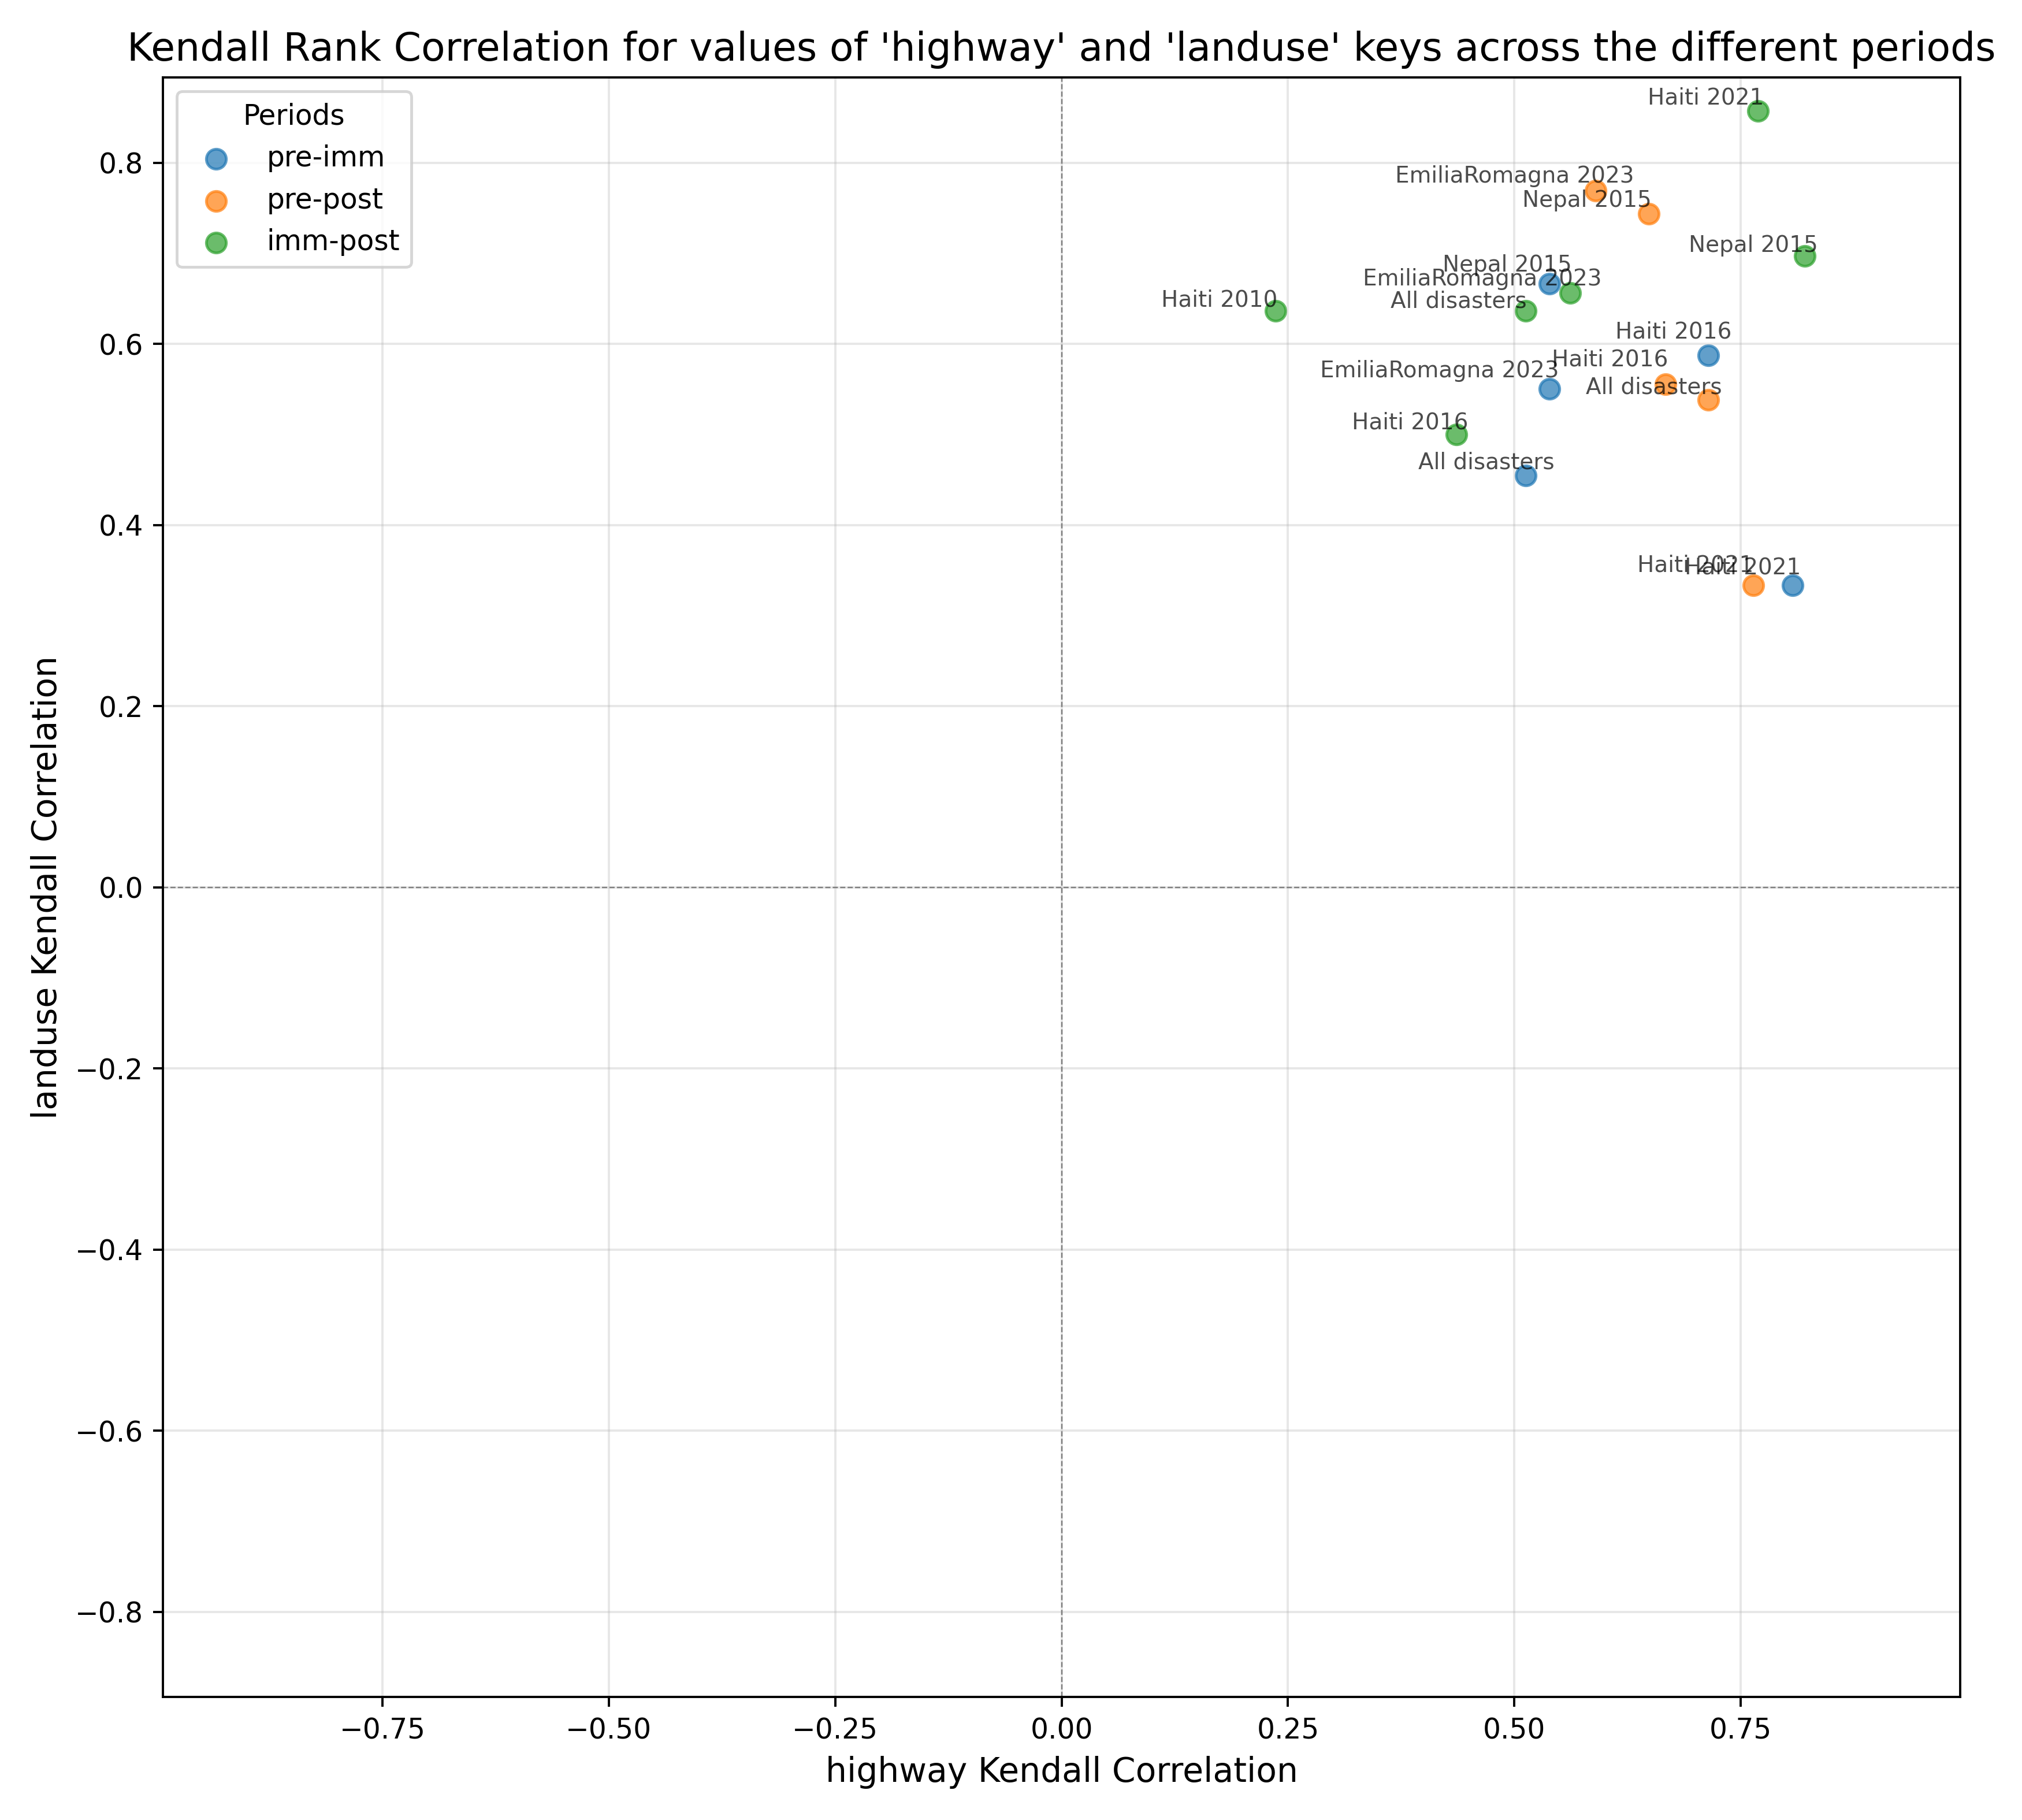 Kendall Rank Correlation for values of 'highway' and 'landuse' keys across the different periods
Periods
pre-imm
pre-post
imm-post
Haiti 2021
EmiliaRomagna 2023
Nepal 2015
Nepal 2015
Nepal 2015
EmiliaRomagna 2023
All disasters
Haiti 2010
Haiti 2016
Haiti 2016
EmiliaRomagna 2023
All disasters
Haiti 2016
All disasters
Haiti 2021
Haiti 2021
0.8
0.6
0.4
0.2
0.0
−0.2
−0.4
−0.6
−0.8
landuse Kendall Correlation
−0.75
−0.50
−0.25
0.00
0.25
0.50
0.75
highway Kendall Correlation